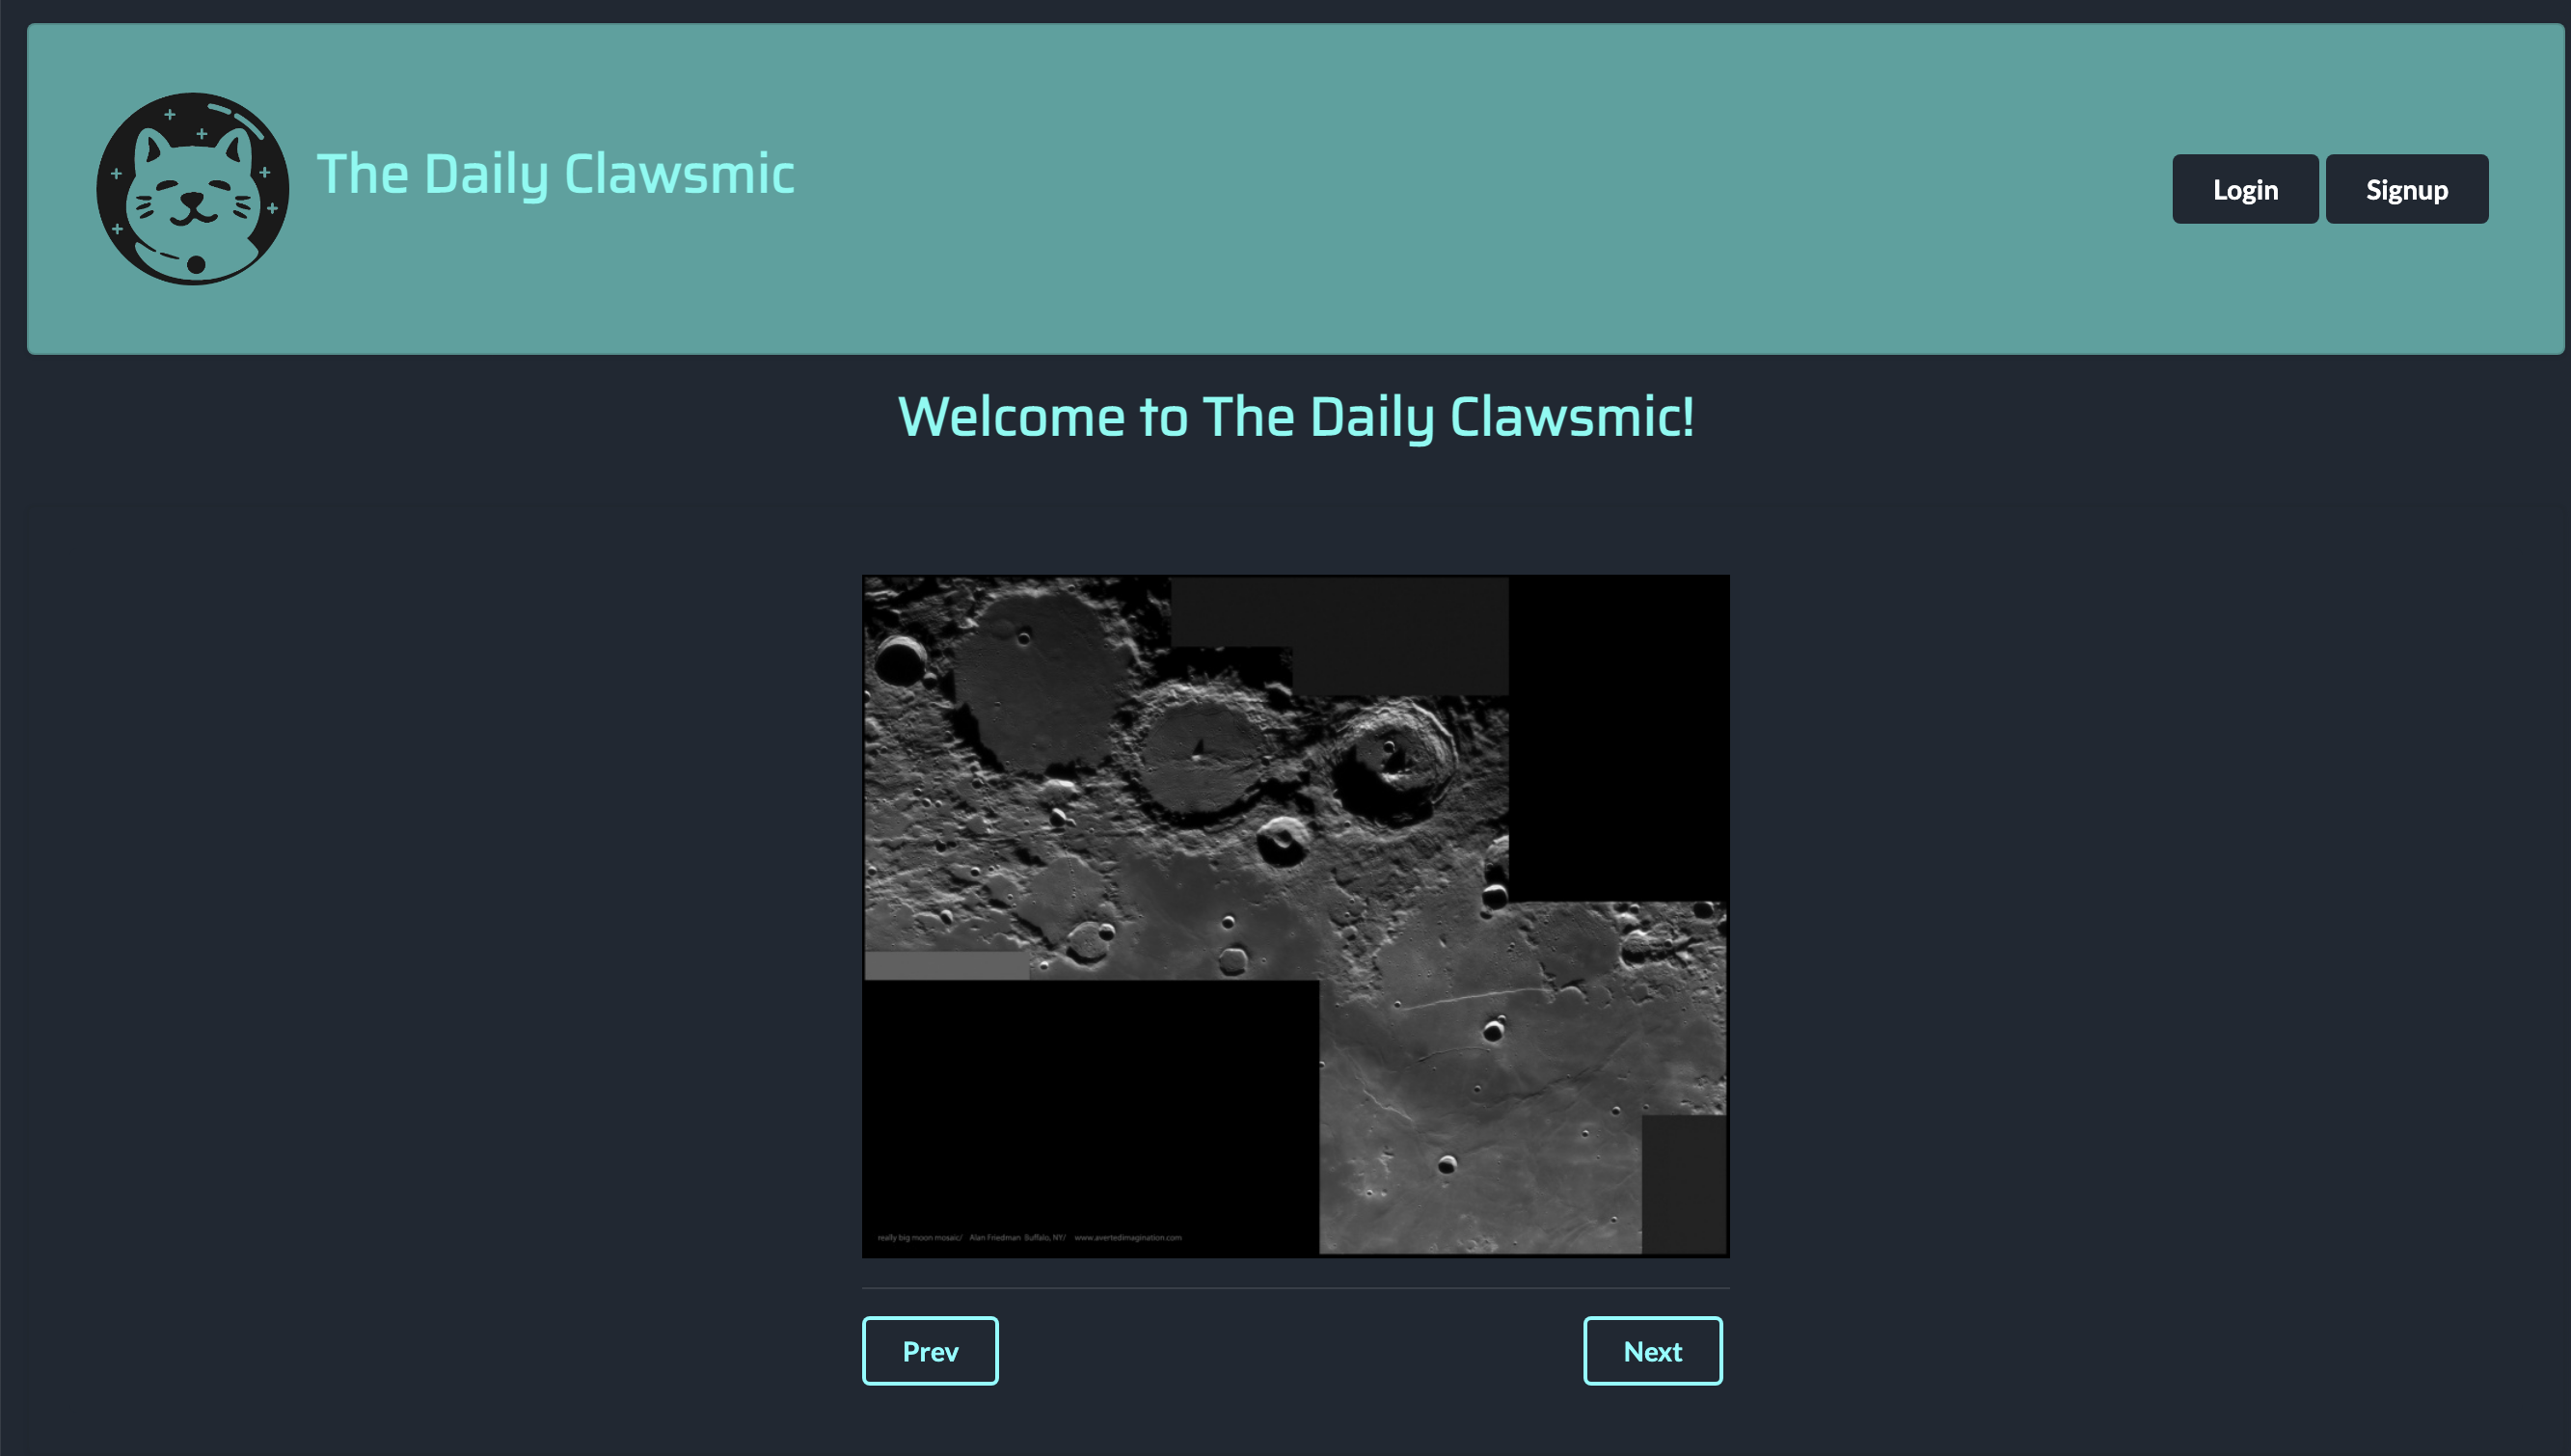 The Daily Clawsmic
Login
Signup
Welcome to The Daily Clawsmic!
really big moon mosaic/ Alan Friedman Buffalo, NY/ www.avertedimagination.com
Prev
Next